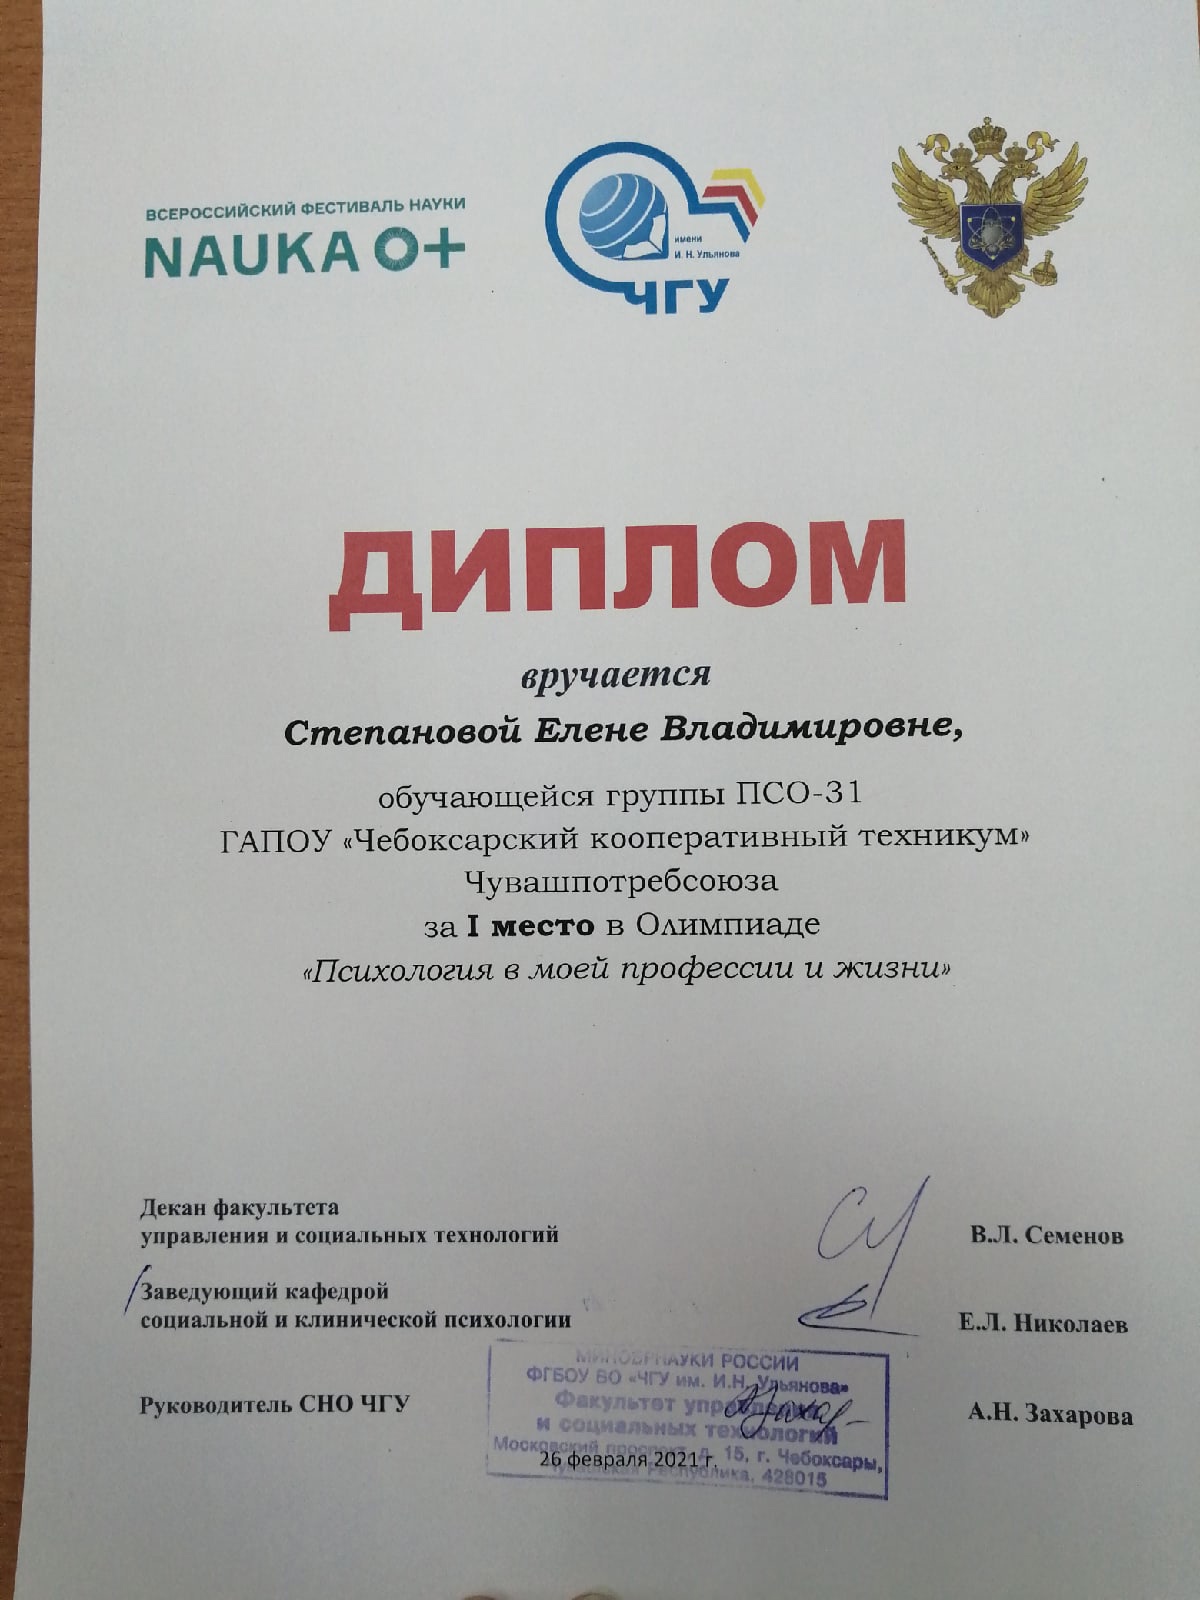 ВСЕРОССИЙСКИЙ ФЕСТИВАЛЬ НАУКИ
NAUKA 0+
имени
И. Н. Ульянова
ЧГУ
ДИПЛОМ
вручается
Степановой Елене Владимировне,
обучающейся группы ПСО-31
ГАПОУ «Чебоксарский кооперативный техникум»
Чувашпотребсоюза
за I место в Олимпиаде
«Психология в моей профессии и жизни»
Декан факультета
управления и социальных технологий
В.Л. Семенов
Заведующий кафедрой
социальной и клинической психологии
Е.Л. Николаев
Руководитель СНО ЧГУ
А.Н. Захарова
МИНОБРНАУКИ РОССИИ
ФГБОУ ВО «ЧГУ им. И.Н. Ульянова»
Факультет управления
и социальных технологий
Московский проспект, д. 15, г. Чебоксары,
Чувашская Республика, 428015
26 февраля 2021 г.